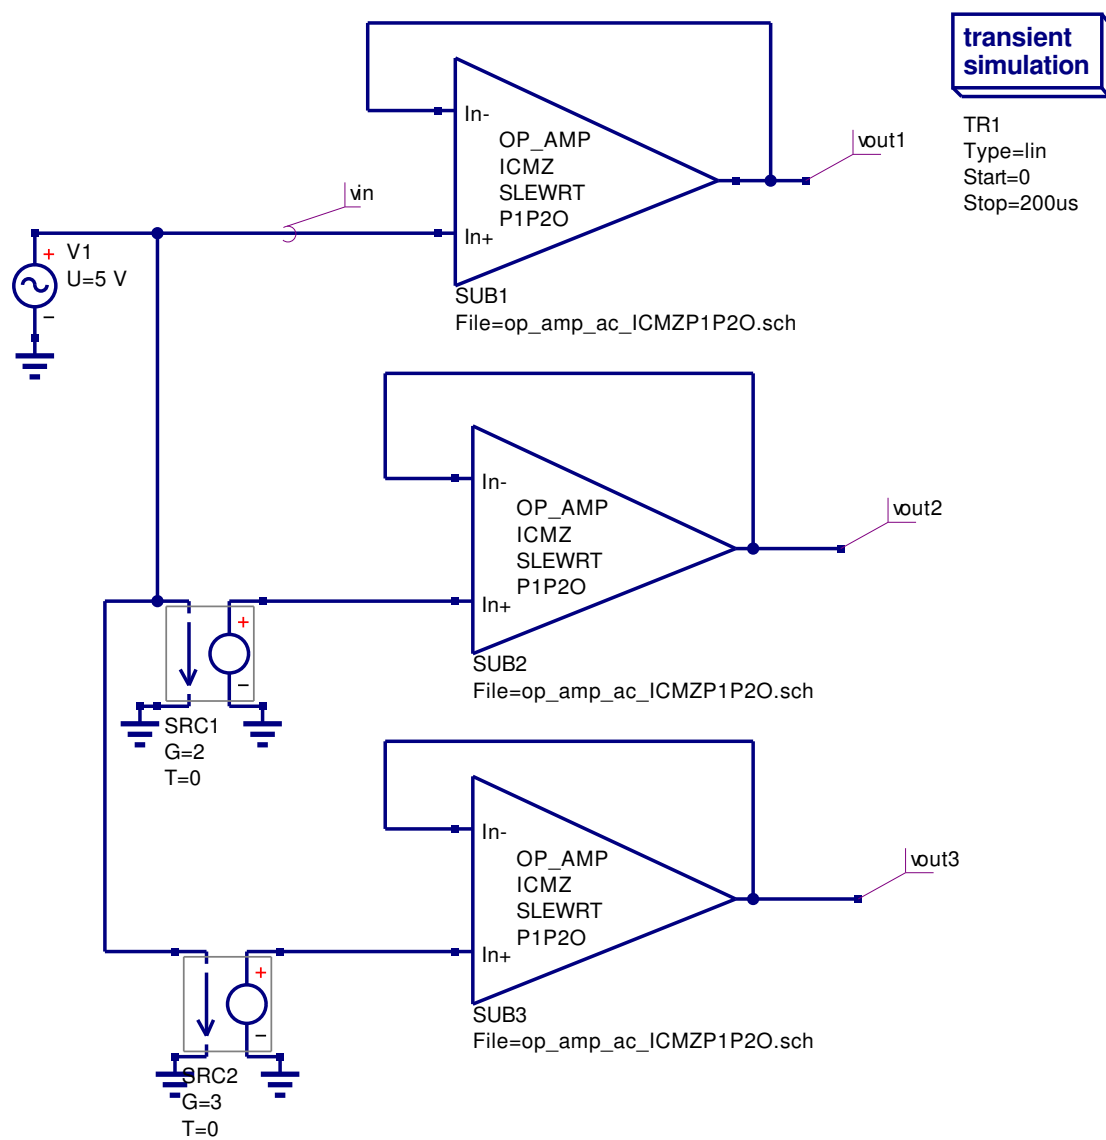 transient
simulation
TR1
Type=lin
Start=0
Stop=200us
In-
OP_AMP
ICMZ
SLEWRT
P1P2O
In+
vout1
vin
V1
U=5 V
SUB1
File=op_amp_ac_ICMZP1P2O.sch
In-
OP_AMP
ICMZ
SLEWRT
P1P2O
In+
vout2
SUB2
File=op_amp_ac_ICMZP1P2O.sch
SRC1
G=2
T=0
In-
OP_AMP
ICMZ
SLEWRT
P1P2O
In+
vout3
SUB3
File=op_amp_ac_ICMZP1P2O.sch
SRC2
G=3
T=0